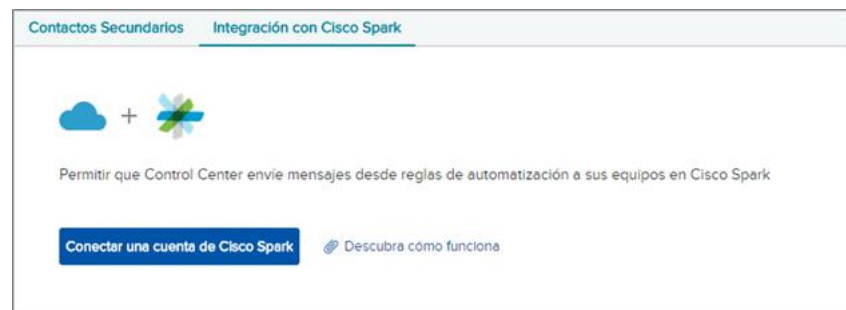 Contactos Secundarios Integración con Cisco Spark
+
Permitir que Control Center envíe mensajes desde reglas de automatización a sus equipos en Cisco Spark
Conectar una cuenta de Cisco Spark Descubra cómo funciona